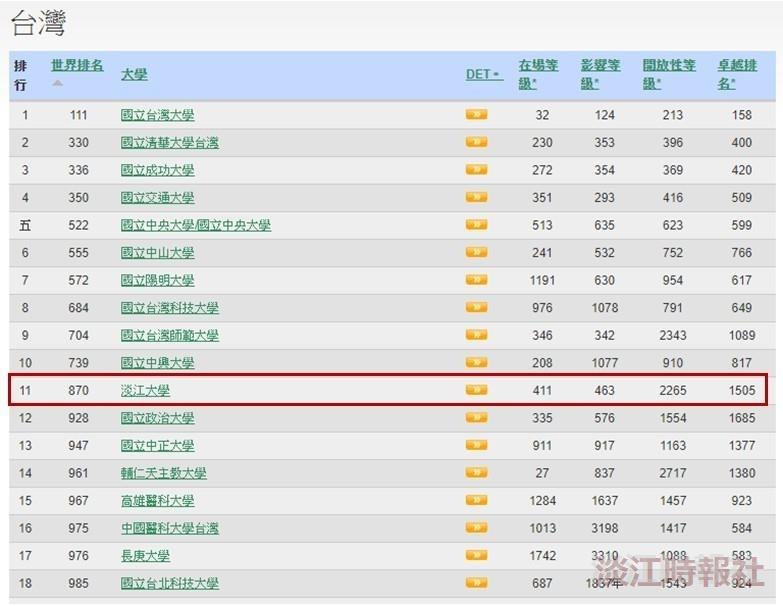 台灣
排行 世界排名 大學 DET* 在場等級* 影響等級* 開放性等級* 卓越排名*
1 111 國立台灣大學 32 124 213 158
2 330 國立清華大學台灣 230 353 396 400
3 336 國立成功大學 272 354 369 420
4 350 國立交通大學 351 293 416 509
五 522 國立中央大學/國立中央大學 513 635 623 599
6 555 國立中山大學 241 532 752 766
7 572 國立陽明大學 1191 630 954 617
8 684 國立台灣科技大學 976 1078 791 649
9 704 國立台灣師範大學 346 342 2343 1089
10 739 國立中興大學 208 1077 910 817
11 870 淡江大學 411 463 2265 1505
12 928 國立政治大學 335 576 1554 1685
13 947 國立中正大學 911 917 1163 1377
14 961 輔仁天主教大學 27 837 2717 1380
15 967 高雄醫科大學 1284 1637 1457 923
16 975 中國醫科大學台灣 1013 3198 1417 584
17 976 長庚大學 1742 3310 1088 583
18 985 國立台北科技大學 687 1837年 1543 924
淡江時報社